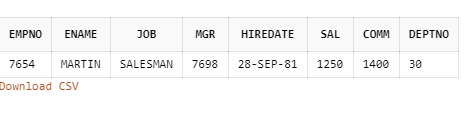 EMPNO ENAME JOB MGR HIREDATE SAL COMM DEPTNO
7654 MARTIN SALESMAN 7698 28-SEP-81 1250 1400 30
Download CSV